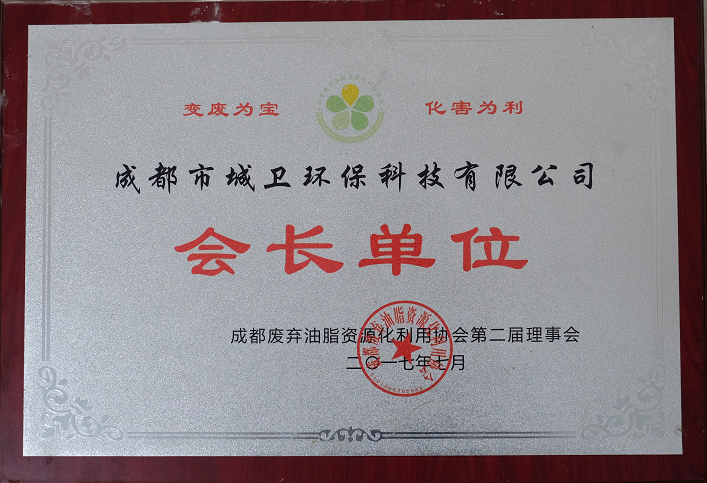 变废为宝 化害为利
成都市城卫环保科技有限公司
会长单位
成都废弃油脂资源化利用协会第二届理事会
二〇一七年七月